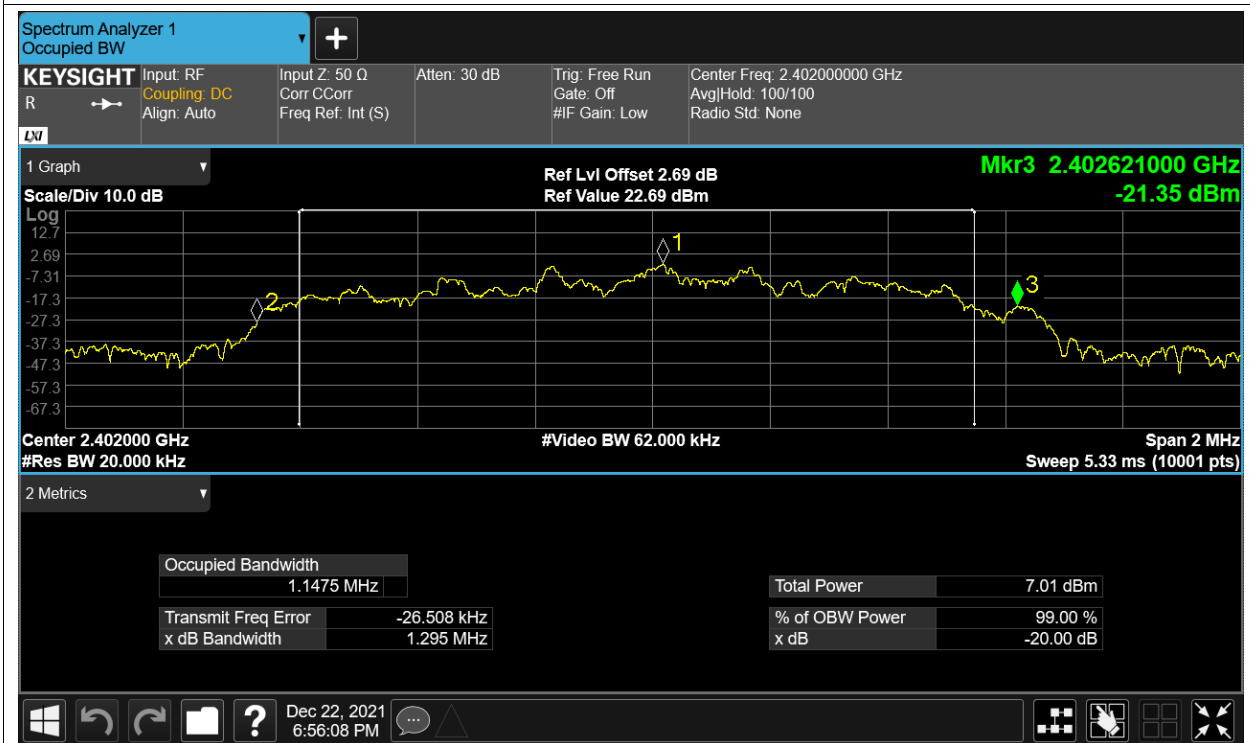 Spectrum Analyzer 1
Occupied BW
KEYSIGHT Input: RF Input Z: 50 Ω Atten: 30 dB Trig: Free Run Center Freq: 2.402000000 GHz
R Coupling: DC Corr CCorr Gate: Off Avg|Hold: 100/100
Align: Auto Freq Ref: Int (S) #IF Gain: Low Radio Std: None
LXI
1 Graph Ref Lvl Offset 2.69 dB Mkr3 2.402621000 GHz
Scale/Div 10.0 dB Ref Value 22.69 dBm -21.35 dBm
Log
12.7
2.69
-7.31
-17.3
-27.3
-37.3
-47.3
-57.3
-67.3
1
2
3
Center 2.402000 GHz #Video BW 62.000 kHz Span 2 MHz
#Res BW 20.000 kHz Sweep 5.33 ms (10001 pts)
2 Metrics
Occupied Bandwidth
1.1475 MHz Total Power 7.01 dBm
Transmit Freq Error -26.508 kHz % of OBW Power 99.00 %
x dB Bandwidth 1.295 MHz x dB -20.00 dB
? Dec 22, 2021
6:56:08 PM